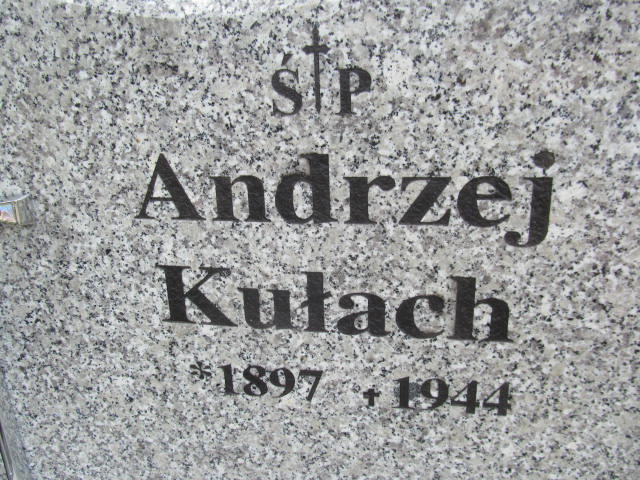 Ś†P
Andrzej
Kułach
*1897 +1944